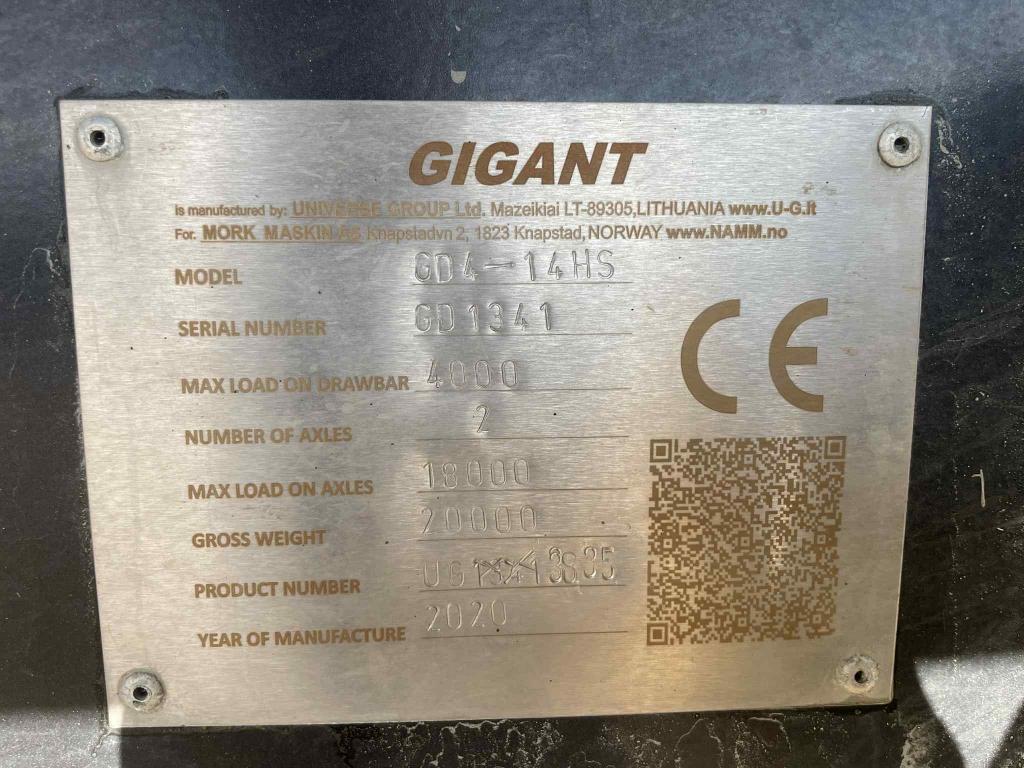 GIGANT
Is manufactured by: UNIVERSE GROUP Ltd. Mazeikiai LT-89305, LITHUANIA www.U-G.lt
For. MORK MASKIN AS Knapstadvn 2, 1823 Knapstad, NORWAY www.NAMM.no
MODEL GD4-14HS
SERIAL NUMBER GD1341
MAX LOAD ON DRAWBAR 4000
NUMBER OF AXLES 2
MAX LOAD ON AXLES 18000
GROSS WEIGHT 20000
PRODUCT NUMBER
YEAR OF MANUFACTURE 2020
CE